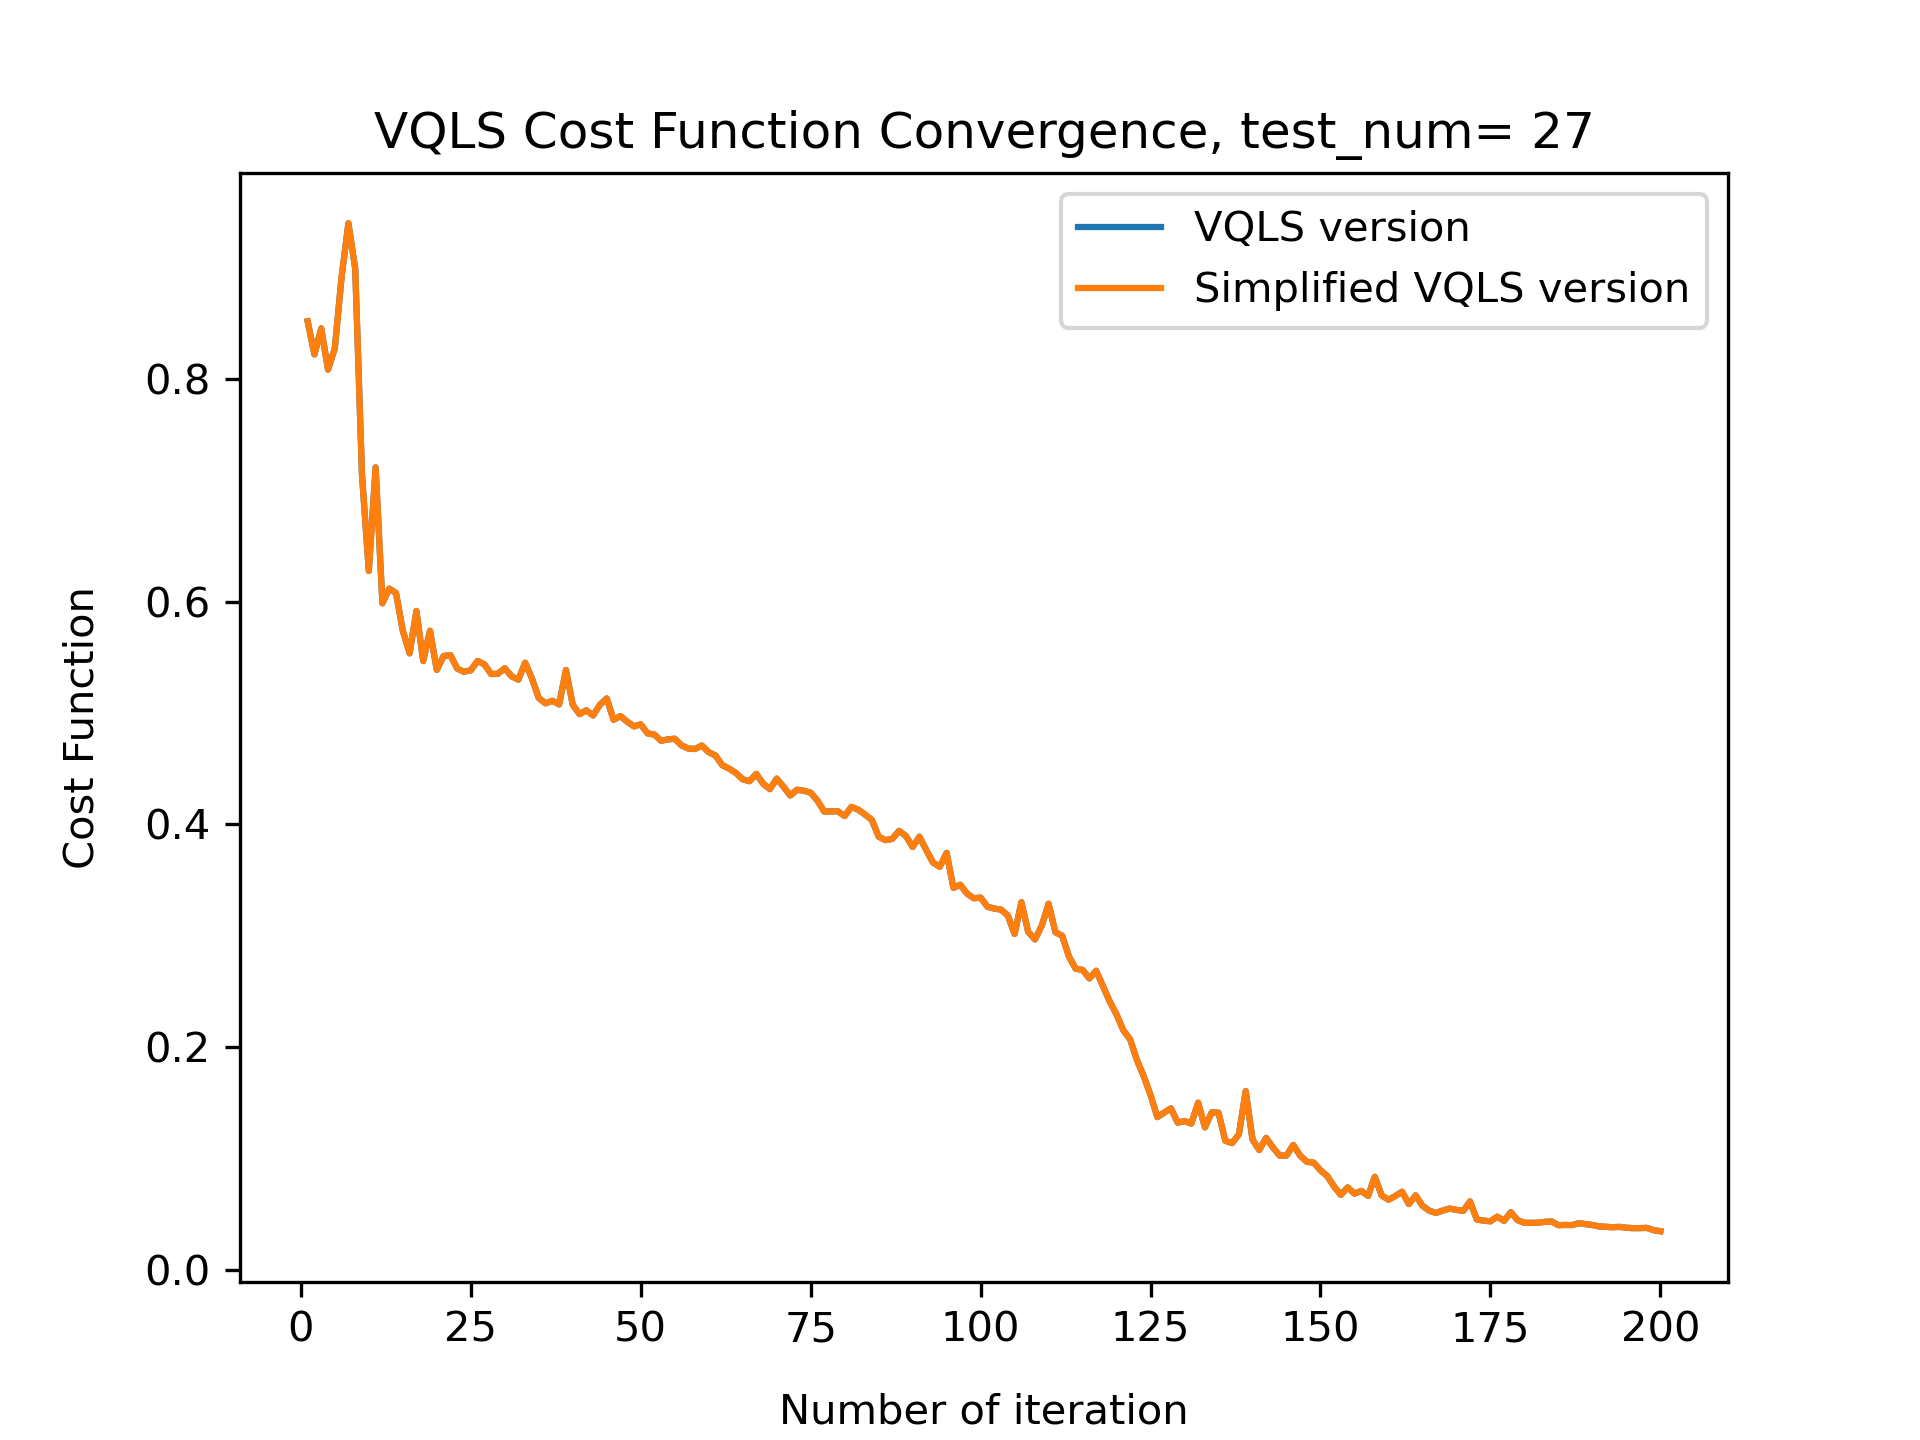 VQLS Cost Function Convergence, test_num= 27
VQLS version
Simplified VQLS version
Cost Function
0.8
0.6
0.4
0.2
0.0
0 25 50 75 100 125 150 175 200
Number of iteration